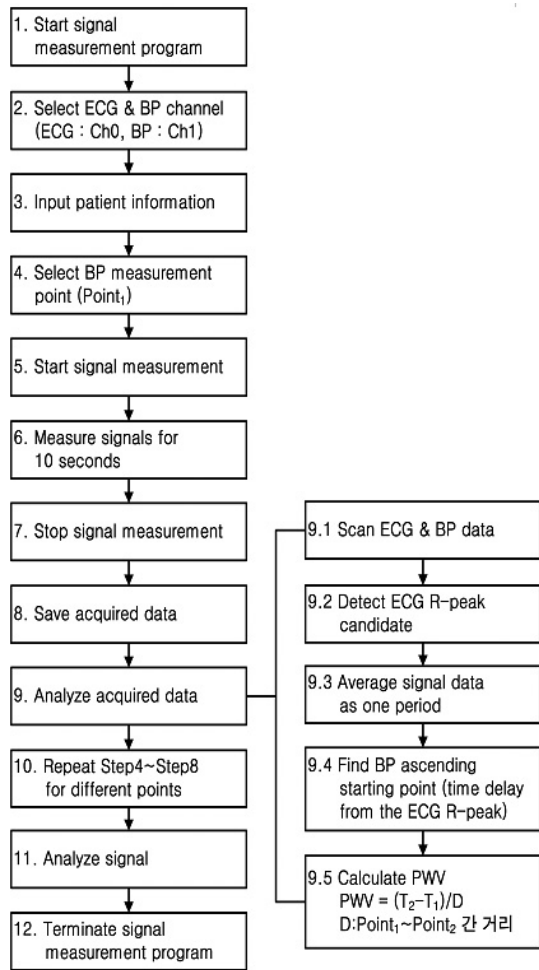 1. Start signal
measurement program
2. Select ECG & BP channel
(ECG : Ch0, BP : Ch1)
3. Input patient information
4. Select BP measurement
point (Point₁)
5. Start signal measurement
6. Measure signals for
10 seconds
7. Stop signal measurement
8. Save acquired data
9. Analyze acquired data
10. Repeat Step4~Step8
for different points
11. Analyze signal
12. Terminate signal
measurement program
9.1 Scan ECG & BP data
9.2 Detect ECG R-peak
candidate
9.3 Average signal data
as one period
9.4 Find BP ascending
starting point (time delay
from the ECG R-peak)
9.5 Calculate PWV
PWV = (T₂-T₁)/D
D:Point₁~Point₂ 간 거리